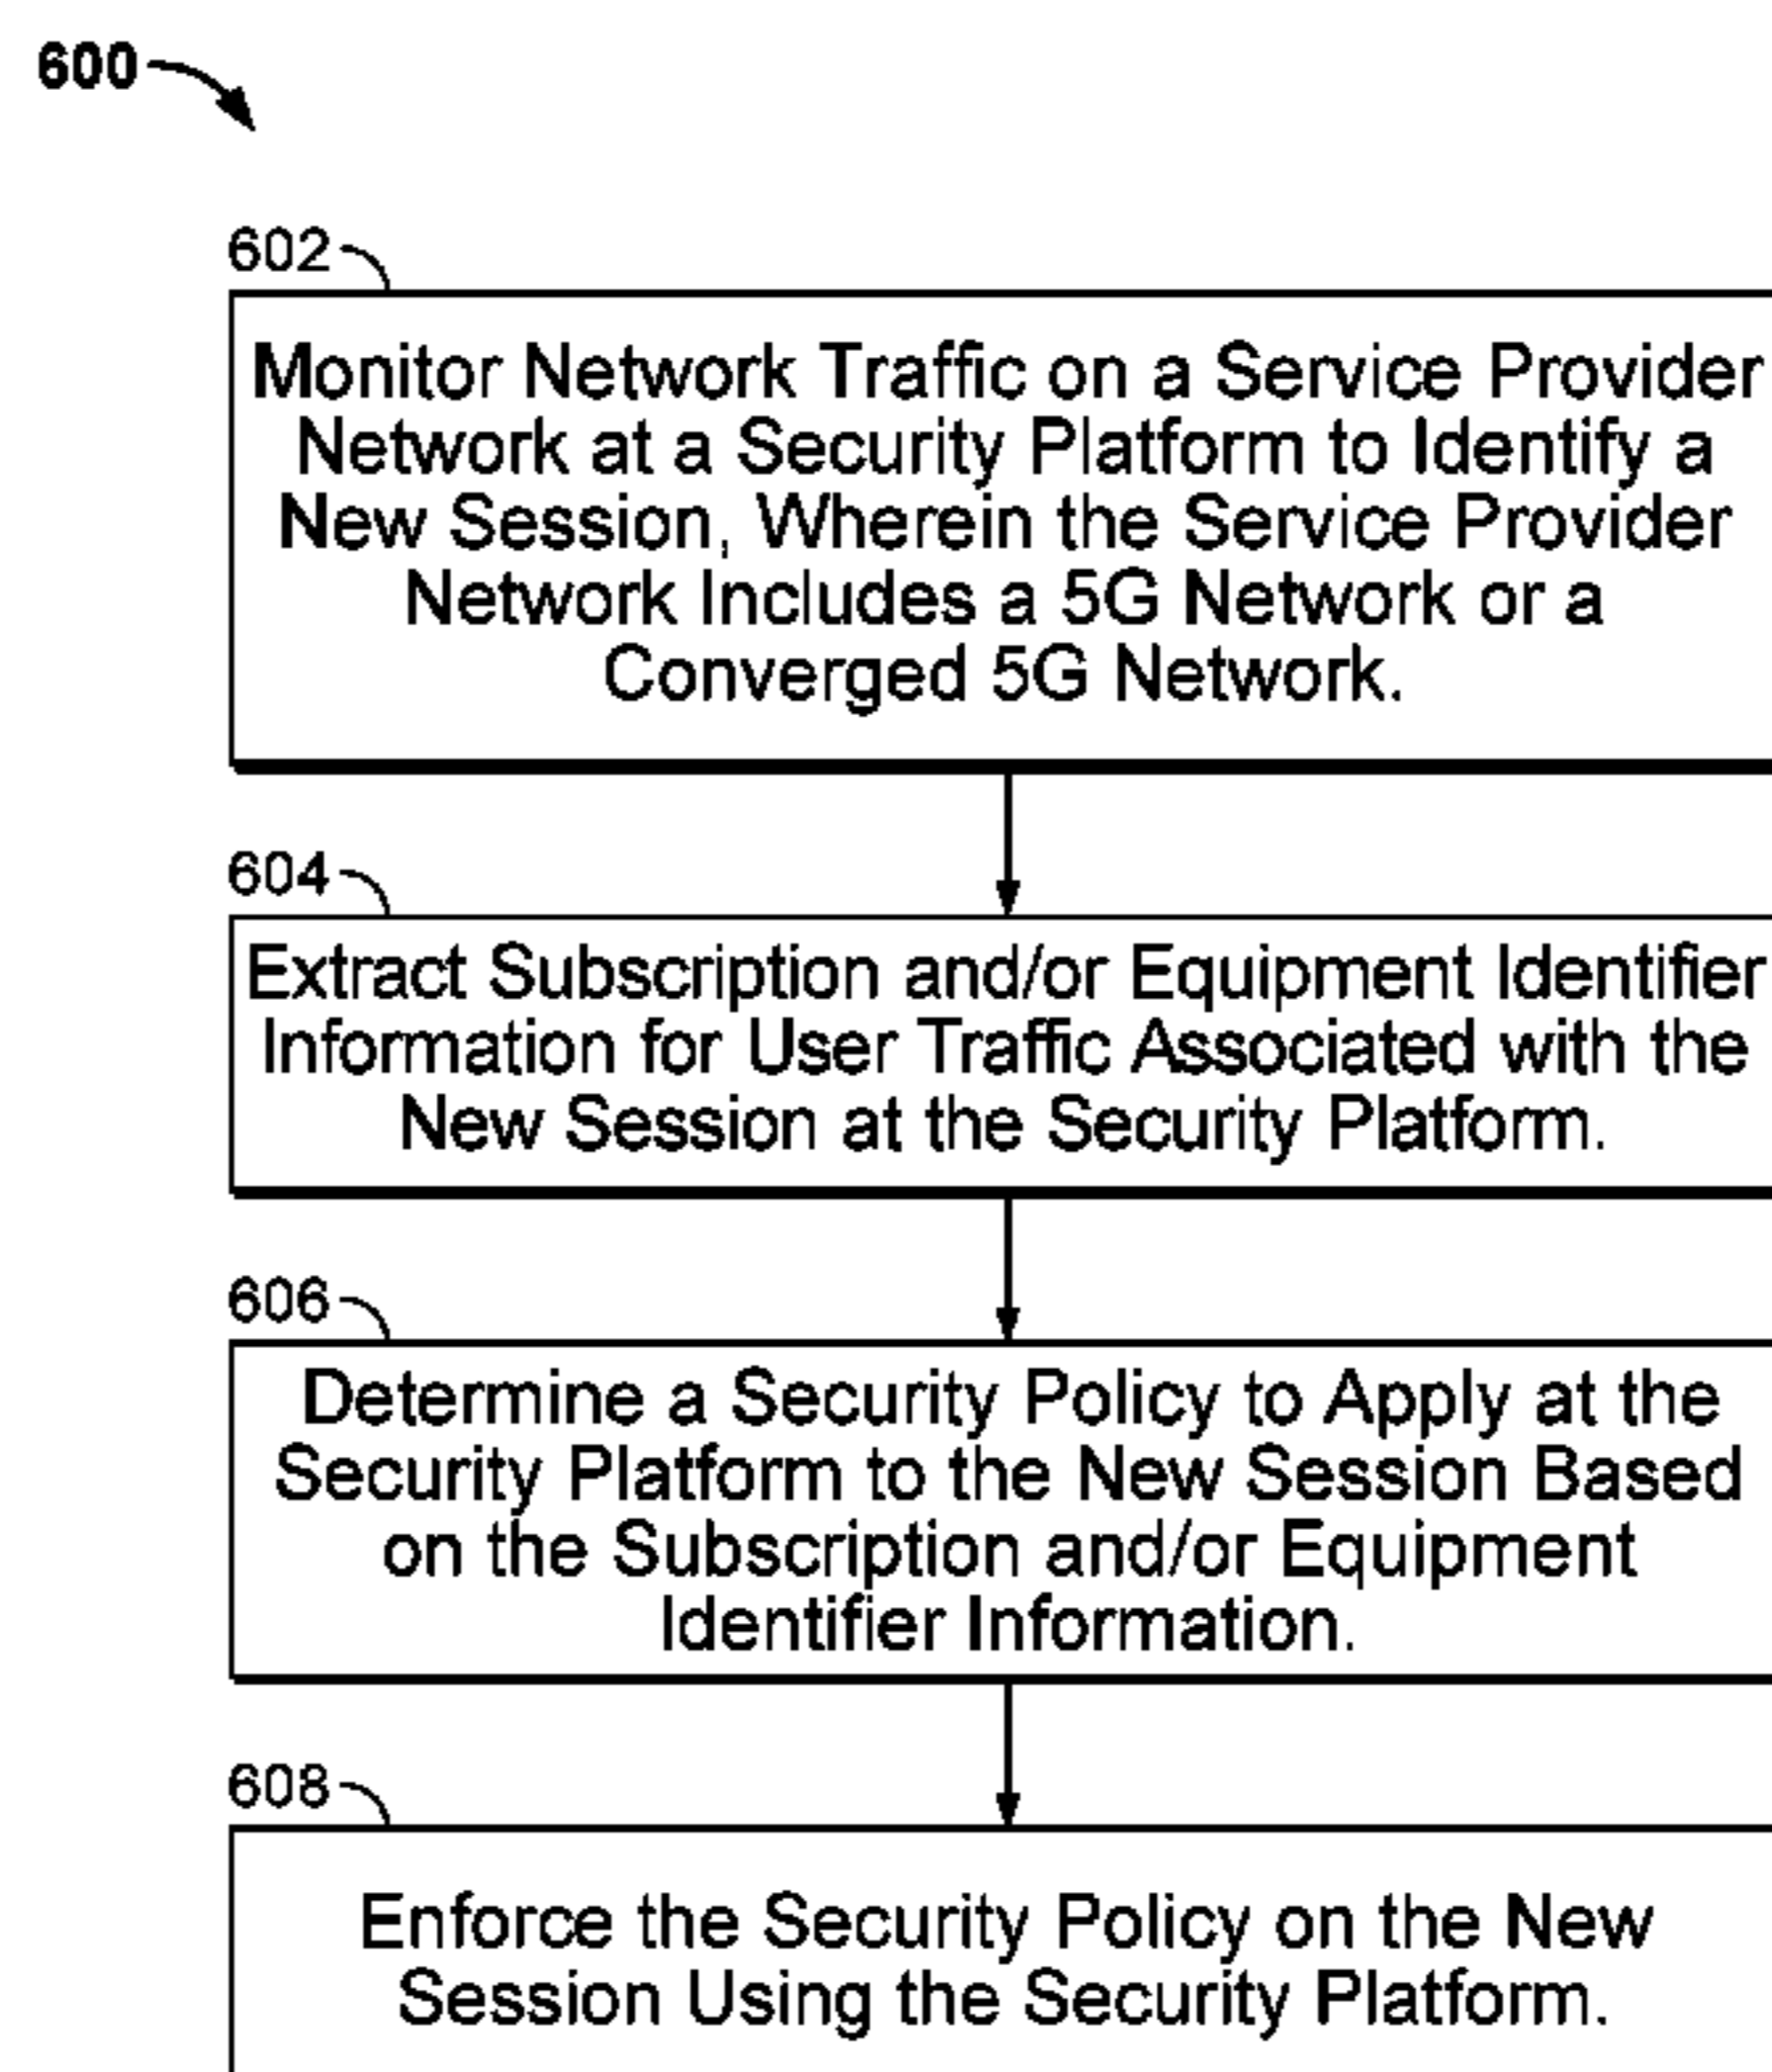 600
602
Monitor Network Traffic on a Service Provider
Network at a Security Platform to Identify a
New Session, Wherein the Service Provider
Network Includes a 5G Network or a
Converged 5G Network.
604
Extract Subscription and/or Equipment Identifier
Information for User Traffic Associated with the
New Session at the Security Platform.
606
Determine a Security Policy to Apply at the
Security Platform to the New Session Based
on the Subscription and/or Equipment
Identifier Information.
608
Enforce the Security Policy on the New
Session Using the Security Platform.